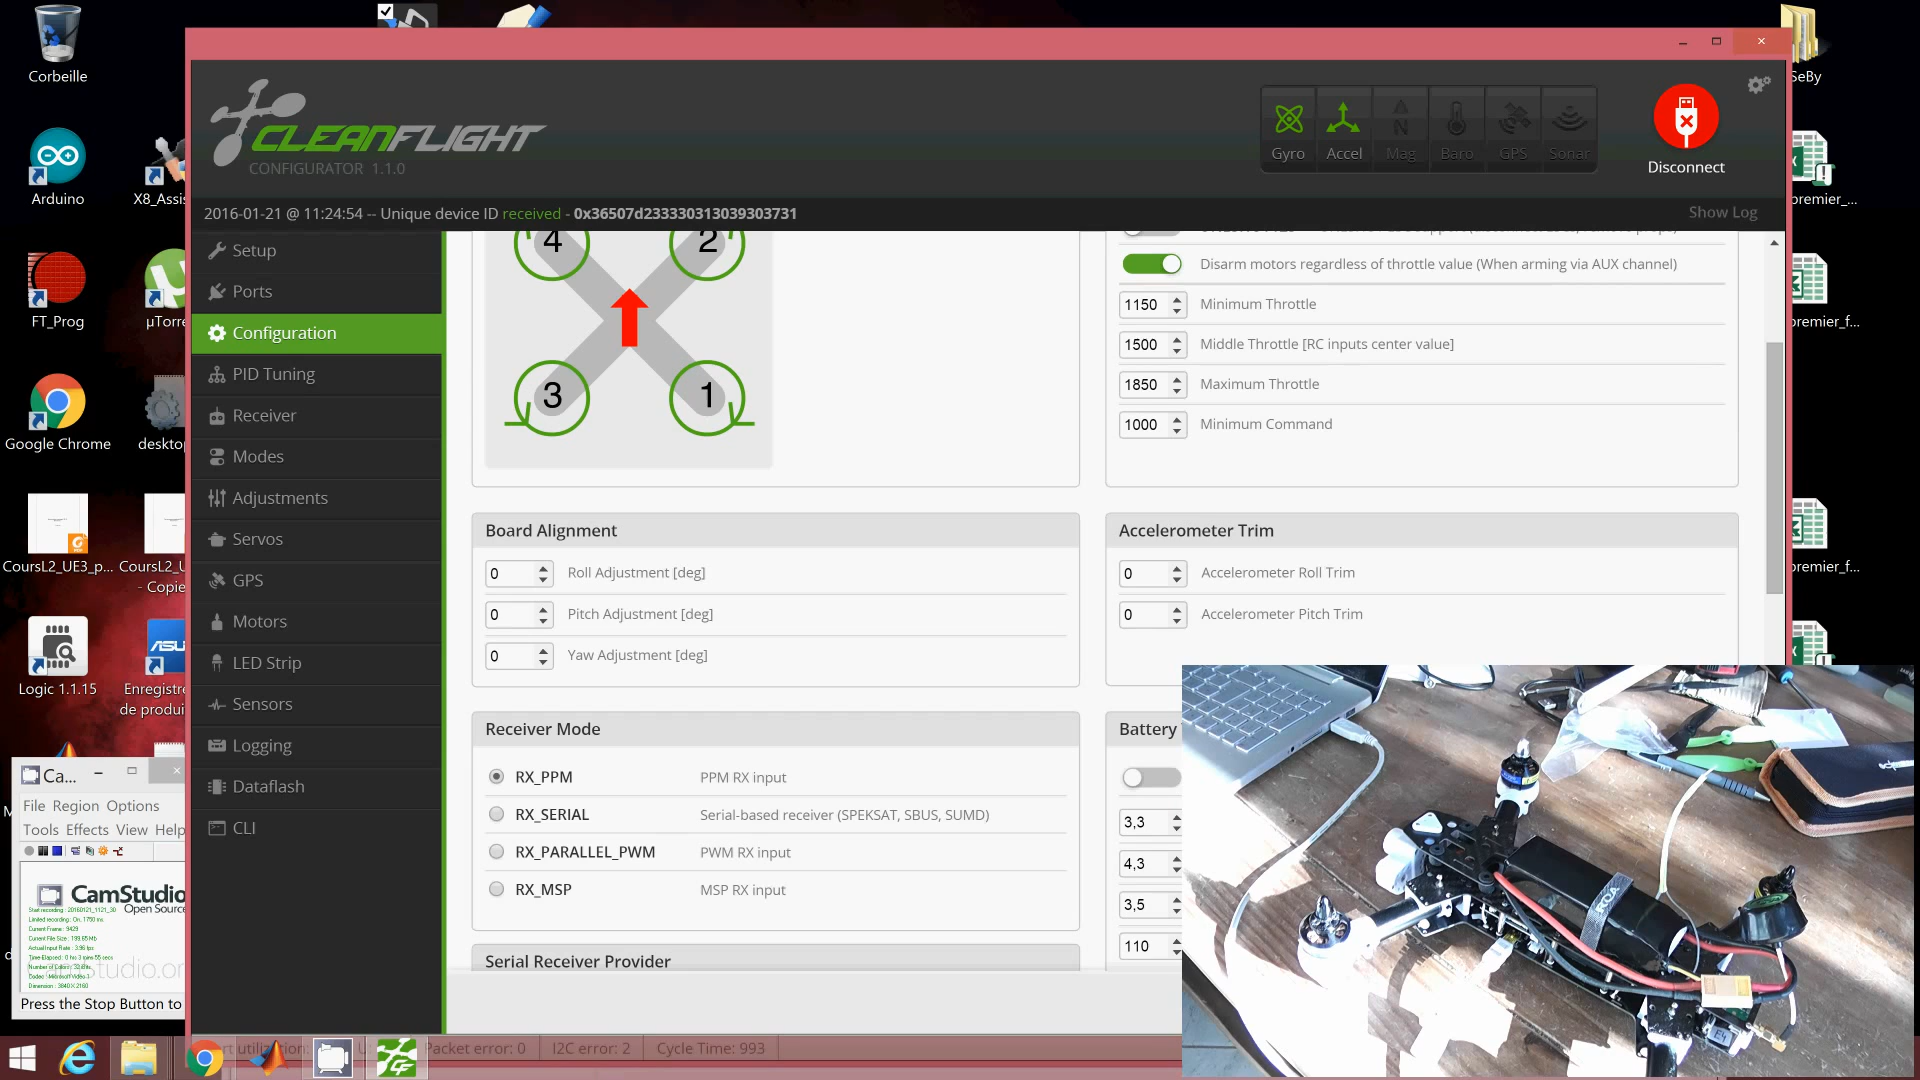 Corbeille
SeBy
CLEANFLIGHT
CONFIGURATOR 1.1.0
Gyro Accel Mag Baro GPS Sonar
Disconnect
Arduino
X8_Assis
premier_...
2016-01-21 @ 11:24:54 -- Unique device ID received - 0x36507d233330313039303731
Show Log
Setup
Ports
Configuration
PID Tuning
Receiver
Modes
Adjustments
Servos
GPS
Motors
LED Strip
Sensors
Logging
Dataflash
CLI
4 2
3 1
Disarm motors regardless of throttle value (When arming via AUX channel)
1150 Minimum Throttle
1500 Middle Throttle [RC inputs center value]
1850 Maximum Throttle
1000 Minimum Command
Board Alignment
0 Roll Adjustment [deg]
0 Pitch Adjustment [deg]
0 Yaw Adjustment [deg]
Accelerometer Trim
0 Accelerometer Roll Trim
0 Accelerometer Pitch Trim
Receiver Mode
RX_PPM PPM RX input
RX_SERIAL Serial-based receiver (SPEKSAT, SBUS, SUMD)
RX_PARALLEL_PWM PWM RX input
RX_MSP MSP RX input
Battery
3,3
4,3
3,5
110
Serial Receiver Provider
FT_Prog
µTorre
premier_f...
Google Chrome
desktop
CoursL2_UE3_p...
CoursL2_U
- Copie
premier_f...
Logic 1.1.15
Enregistre
de produi
Ca...
File Region Options
Tools Effects View Help
CamStudio
Open Source
Press the Stop Button to
Packet error: 0
I2C error: 2
Cycle Time: 993